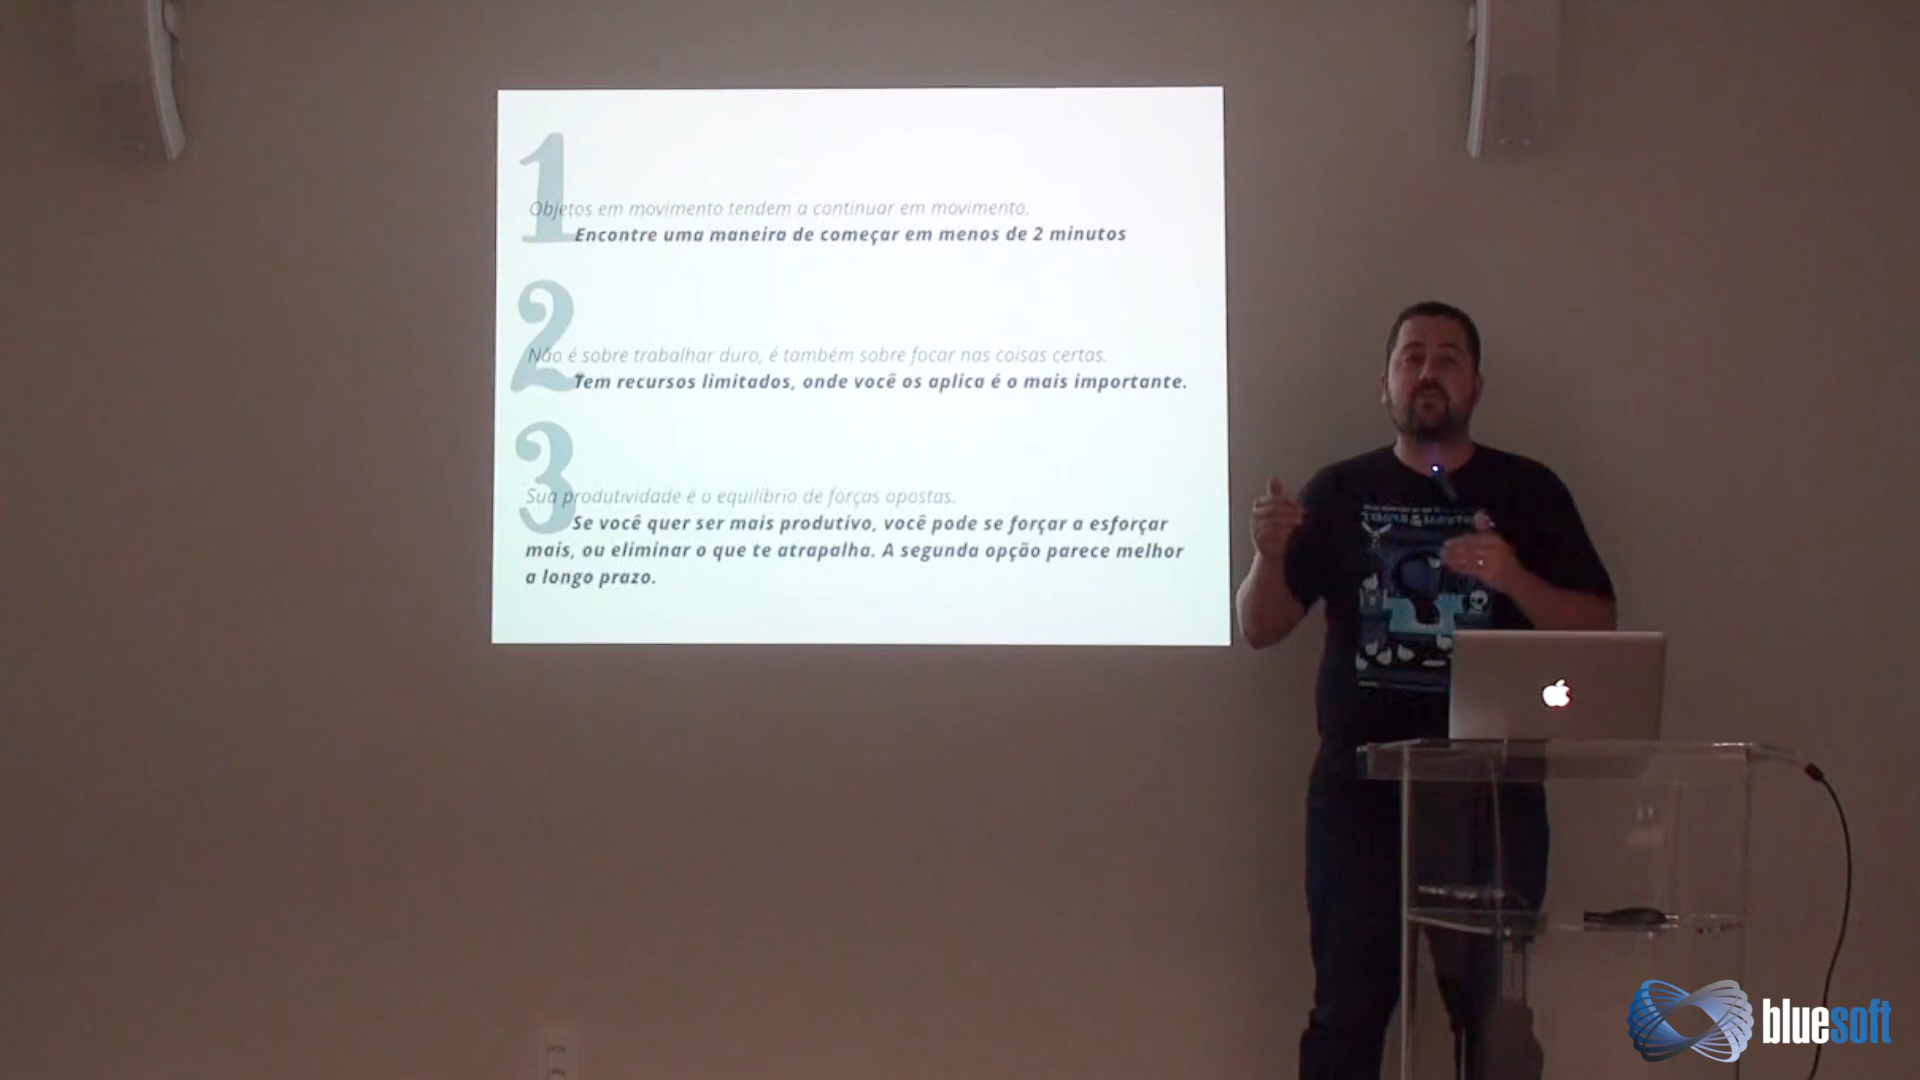 1
Objetos em movimento tendem a continuar em movimento.
Encontre uma maneira de começar em menos de 2 minutos
2
Não é sobre trabalhar duro, é também sobre focar nas coisas certas.
Tem recursos limitados, onde você os aplica é o mais importante.
3
Sua produtividade é o equilíbrio de forças opostas.
Se você quer ser mais produtivo, você pode se forçar a esforçar
mais, ou eliminar o que te atrapalha. A segunda opção parece melhor
a longo prazo.
bluesoft